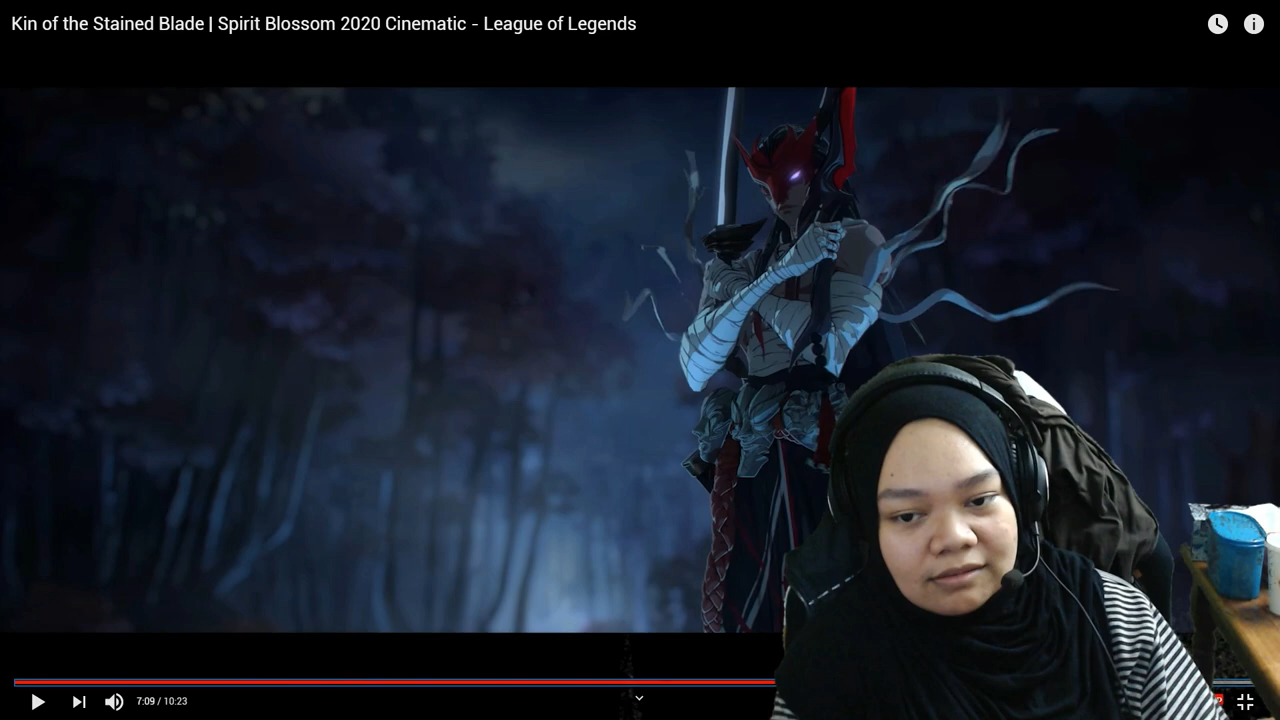 Kin of the Stained Blade | Spirit Blossom 2020 Cinematic - League of Legends
7:09 / 10:23